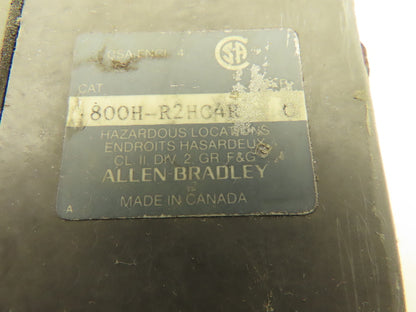 CSA ENCL 4
CAT
SER
800H-R2HC4R C
HAZARDOUS LOCATIONS
ENDROITS HASARDEUX
CL II DIV 2 GR F&G
ALLEN-BRADLEY
MADE IN CANADA
A